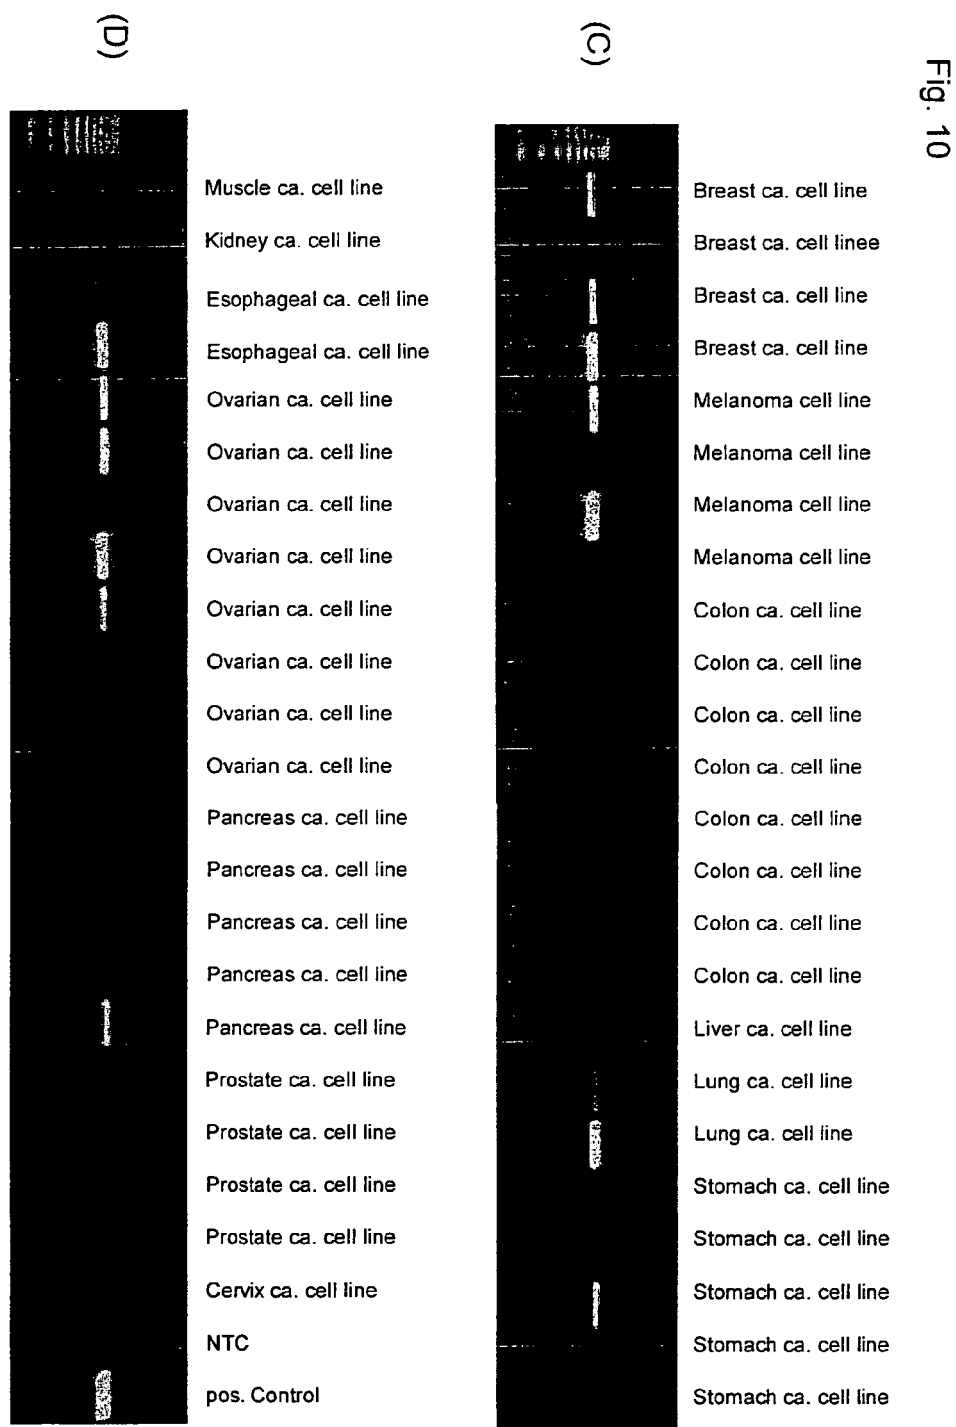 Fig. 10
(C)
Breast ca. cell line
Breast ca. cell linee
Breast ca. cell line
Breast ca. cell line
Melanoma cell line
Melanoma cell line
Melanoma cell line
Melanoma cell line
Colon ca. cell line
Colon ca. cell line
Colon ca. cell line
Colon ca. cell line
Colon ca. cell line
Colon ca. cell line
Colon ca. cell line
Colon ca. cell line
Liver ca. cell line
Lung ca. cell line
Lung ca. cell line
Stomach ca. cell line
Stomach ca. cell line
Stomach ca. cell line
Stomach ca. cell line
Stomach ca. cell line
(D)
Muscle ca. cell line
Kidney ca. cell line
Esophageal ca. cell line
Esophageal ca. cell line
Ovarian ca. cell line
Ovarian ca. cell line
Ovarian ca. cell line
Ovarian ca. cell line
Ovarian ca. cell line
Ovarian ca. cell line
Ovarian ca. cell line
Ovarian ca. cell line
Pancreas ca. cell line
Pancreas ca. cell line
Pancreas ca. cell line
Pancreas ca. cell line
Pancreas ca. cell line
Prostate ca. cell line
Prostate ca. cell line
Prostate ca. cell line
Prostate ca. cell line
Cervix ca. cell line
NTC
pos. Control